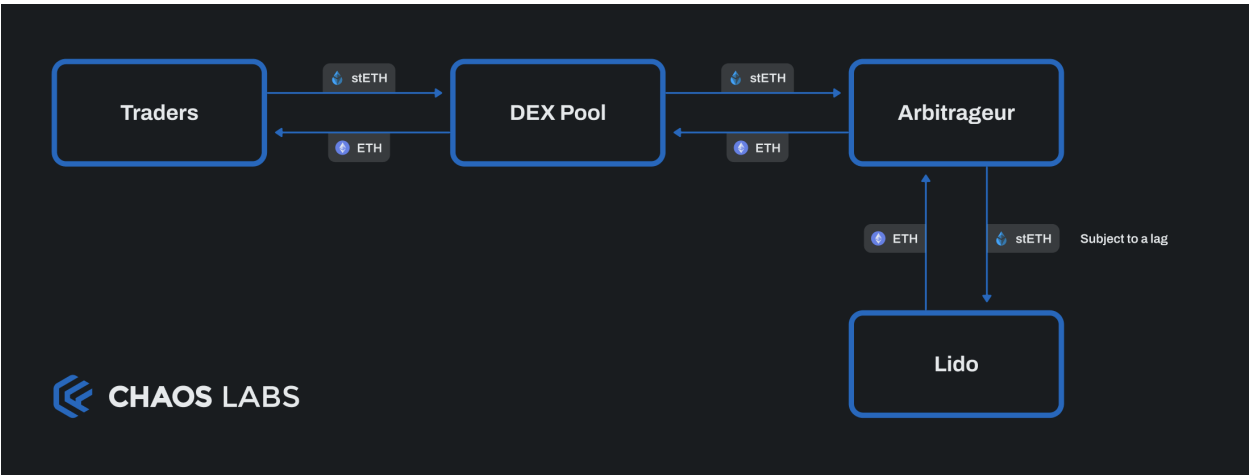 stETH
stETH
Traders
DEX Pool
Arbitrageur
ETH
ETH
ETH
stETH
Subject to a lag
Lido
CHAOS LABS